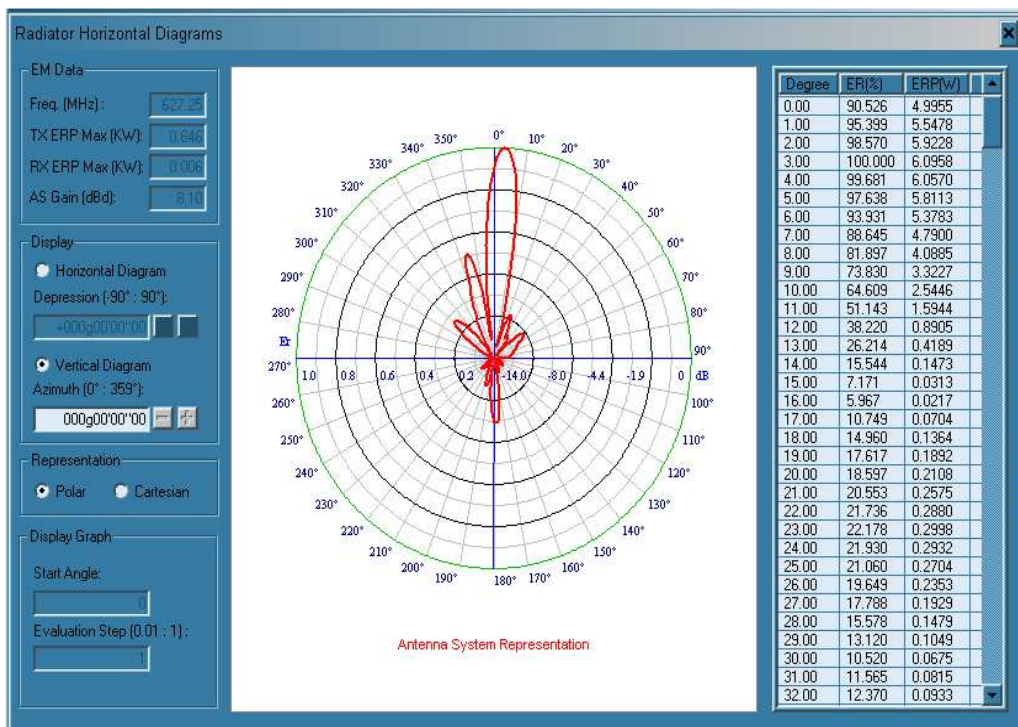 Radiator Horizontal Diagrams
EM Data
Freq. (MHz) : 627.25
TX ERP Max (KW): 0.646
RX ERP Max (KW): 0.006
AS Gain (dBd): 8.10
Display
Horizontal Diagram
Depression (-90° : 90°):
+000g00'00"00
Vertical Diagram
Azimuth (0° : 359°):
000g00'00"00
Representation
Polar Cartesian
Display Graph
Start Angle:
0
Evaluation Step (0.01 : 1) :
1
0°
350° 10°
340° 20°
330° 30°
320° 40°
310° 50°
300° 60°
290° 70°
280° 80°
Er
270° 90°
1.0 0.8 0.6 0.4 0.2 -14.0 -8.0 -4.4 -1.9 0 dB
260° 100°
250° 110°
240° 120°
230° 130°
220° 140°
210° 150°
200° 160°
190° 170°
180°
Antenna System Representation
Degree ER(%) ERP(W)
0.00 90.526 4.9955
1.00 95.399 5.5478
2.00 98.570 5.9228
3.00 100.000 6.0958
4.00 99.681 6.0570
5.00 97.638 5.8113
6.00 93.931 5.3783
7.00 88.645 4.7900
8.00 81.897 4.0885
9.00 73.830 3.3227
10.00 64.609 2.5446
11.00 51.143 1.5944
12.00 38.220 0.8905
13.00 26.214 0.4189
14.00 15.544 0.1473
15.00 7.171 0.0313
16.00 5.967 0.0217
17.00 10.749 0.0704
18.00 14.960 0.1364
19.00 17.617 0.1892
20.00 18.597 0.2108
21.00 20.553 0.2575
22.00 21.736 0.2880
23.00 22.178 0.2998
24.00 21.930 0.2932
25.00 21.060 0.2704
26.00 19.649 0.2353
27.00 17.788 0.1929
28.00 15.578 0.1479
29.00 13.120 0.1049
30.00 10.520 0.0675
31.00 11.565 0.0815
32.00 12.370 0.0933